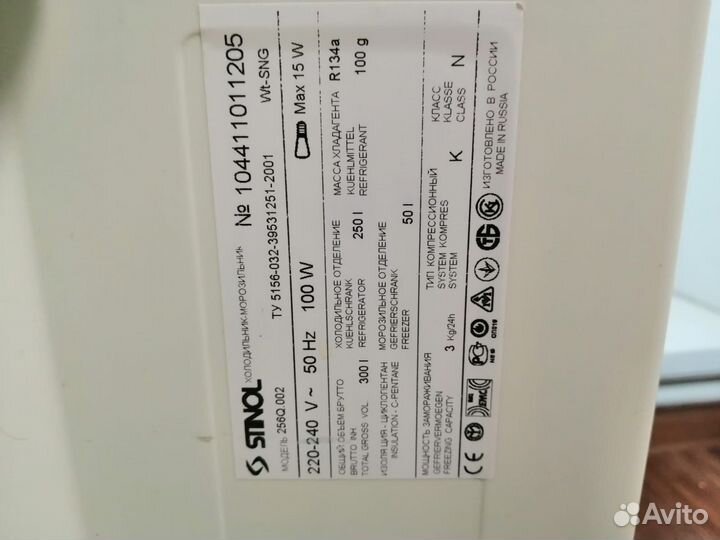 STINOL ХОЛОДИЛЬНИК-МОРОЗИЛЬНИК № 104411011205
МОДЕЛЬ 256Q.002 ТУ 5156-032-39531251-2001 Wt-SNG
220-240 V ~ 50 Hz 100 W Max 15 W
ОБЩИЙ ОБЪЕМ БРУТТО
BRUTTO INH
TOTAL GROSS VOL 300 l
ХОЛОДИЛЬНОЕ ОТДЕЛЕНИЕ
KUEHLSCHRANK
REFRIGERATOR 250 l
МАССА ХЛАДАГЕНТА R134a
KUEHLMITTEL
REFRIGERANT 100 g
ИЗОЛЯЦИЯ - ЦИКЛОПЕНТАН
INSULATION - C-PENTANE
МОРОЗИЛЬНОЕ ОТДЕЛЕНИЕ
GEFRIERSCHRANK
FREEZER 50 l
МОЩНОСТЬ ЗАМОРАЖИВАНИЯ
GEFRIERVERMOEGEN
FREEZING CAPACITY 3 Kg/24h
ТИП КОМПРЕССИОННЫЙ
SYSTEM KOMPRES
SYSTEM K
КЛАСС
KLASSE
CLASS N
CE PG
ИЗГОТОВЛЕНО В РОССИИ
MADE IN RUSSIA
Avito